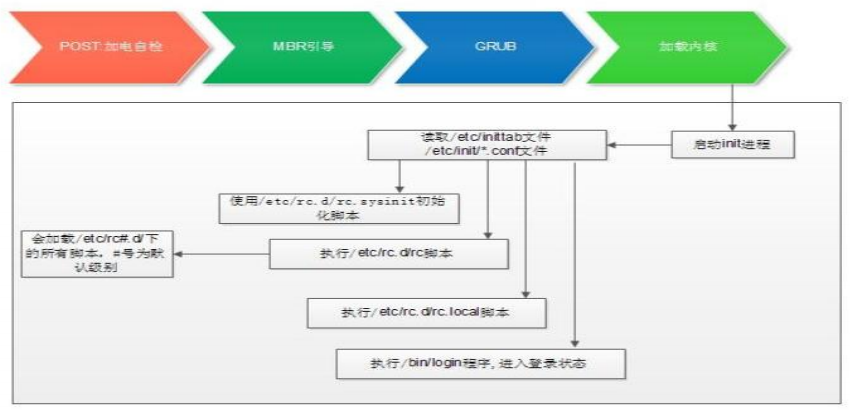 POST:加电自检
MBR引导
GRUB
加载内核
启动init进程
读取/etc/inittab文件
/etc/init/*.conf文件
使用/etc/rc.d/rc.sysinit初始
化脚本
执行/etc/rc.d/rc脚本
会加载/etc/rc#.d/下
的所有脚本，#号为默
认级别
执行/etc/rc.d/rc.local脚本
执行/bin/login程序,进入登录状态